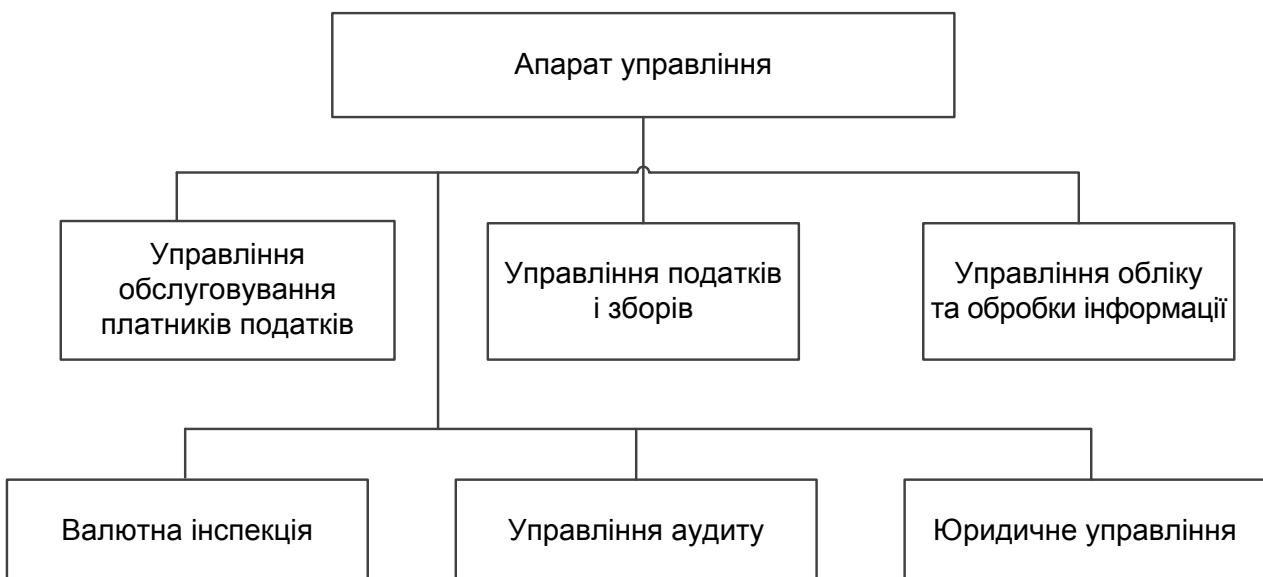 Апарат управління
Управління
обслуговування
платників податків
Управління податків
і зборів
Управління обліку
та обробки інформації
Валютна інспекція
Управління аудиту
Юридичне управління